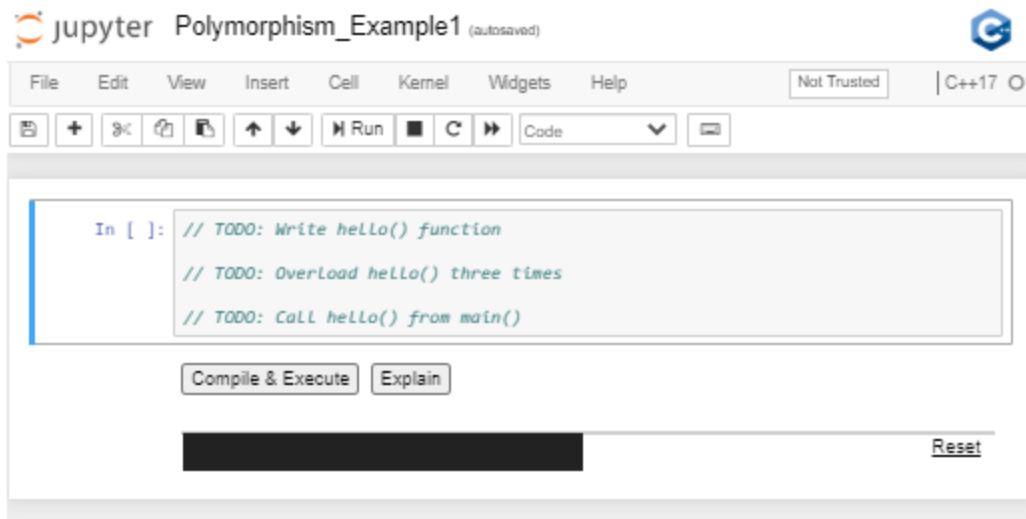 jupyter Polymorphism_Example1 (autosaved)
File Edit View Insert Cell Kernel Widgets Help Not Trusted C++17
Run Code
In [ ]: // TODO: Write hello() function
// TODO: Overload hello() three times
// TODO: Call hello() from main()
Compile & Execute Explain
Reset